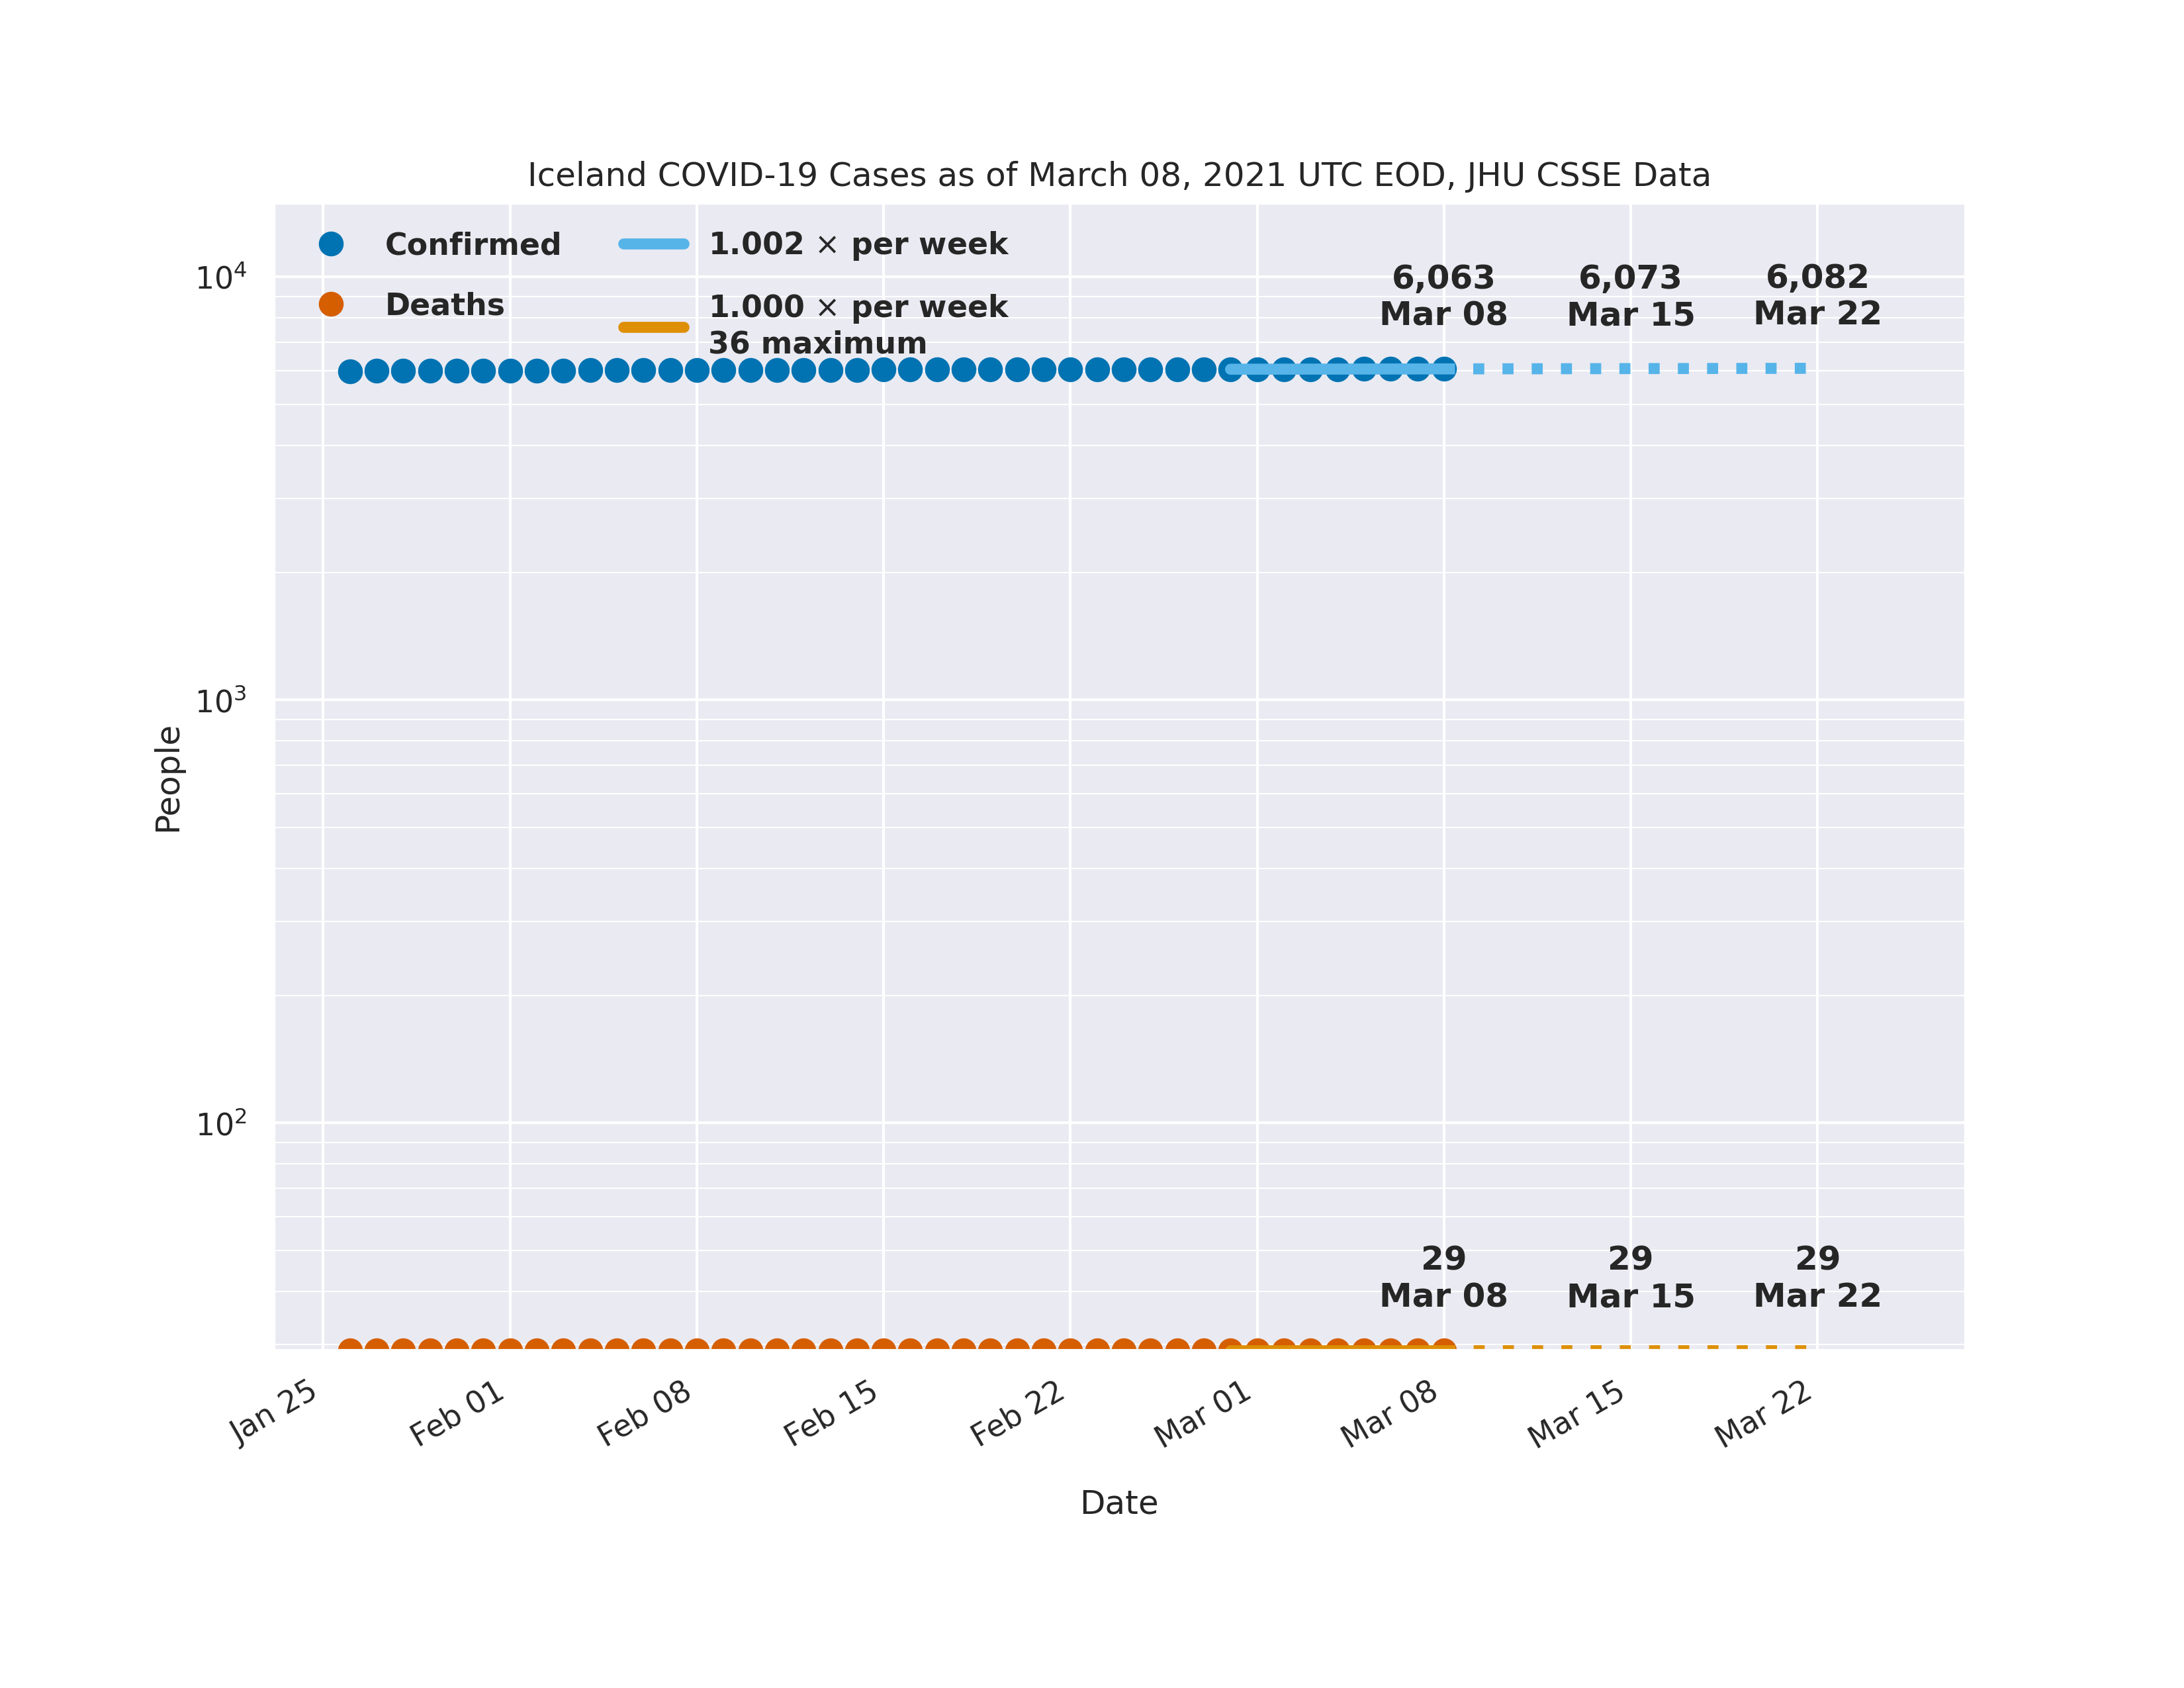 Iceland COVID-19 Cases as of March 08, 2021 UTC EOD, JHU CSSE Data
Confirmed
Deaths
1.002 × per week
1.000 × per week
36 maximum
6,063
Mar 08
6,073
Mar 15
6,082
Mar 22
10⁴
10³
10²
People
29
Mar 08
29
Mar 15
29
Mar 22
Jan 25
Feb 01
Feb 08
Feb 15
Feb 22
Mar 01
Mar 08
Mar 15
Mar 22
Date